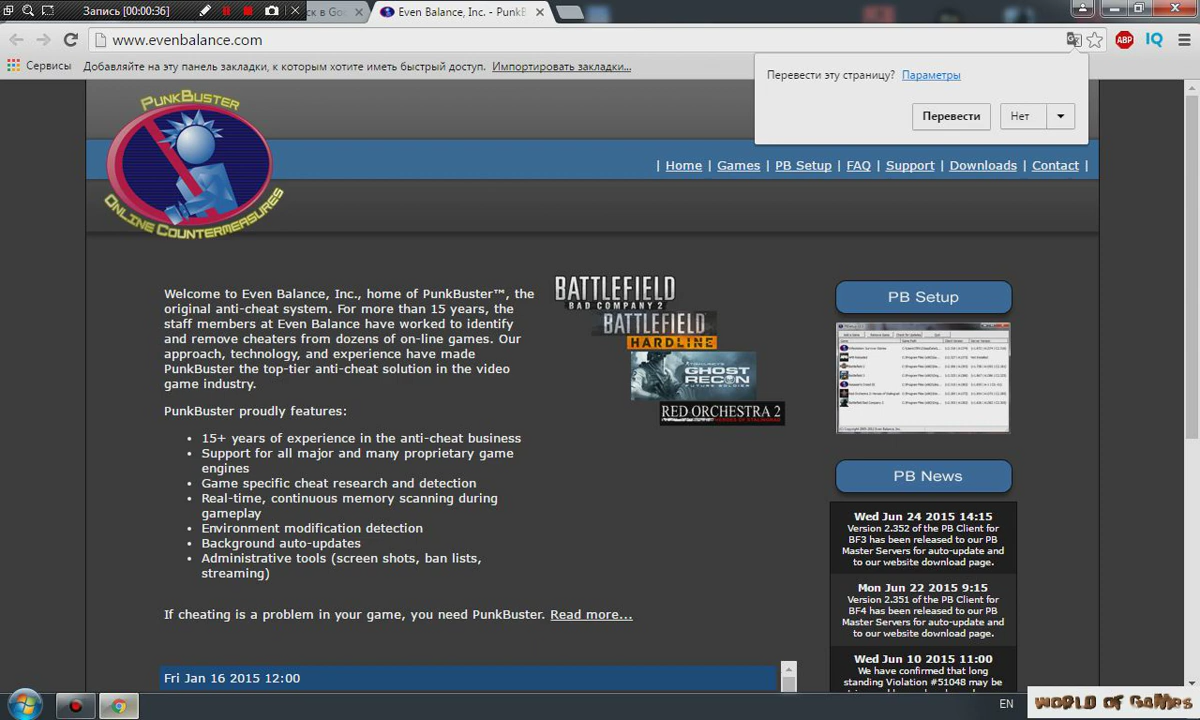 Запись [00:00:36]
ск в Go
Even Balance, Inc. - PunkB
www.evenbalance.com
ABP
IQ
Сервисы
Добавляйте на эту панель закладки, к которым хотите иметь быстрый доступ. Импортировать закладки...
Перевести эту страницу? Параметры
Перевести
Нет
PUNKBUSTER
ONLINE COUNTERMEASURES
| Home | Games | PB Setup | FAQ | Support | Downloads | Contact |
Welcome to Even Balance, Inc., home of PunkBuster™, the
original anti-cheat system. For more than 15 years, the
staff members at Even Balance have worked to identify
and remove cheaters from dozens of on-line games. Our
approach, technology, and experience have made
PunkBuster the top-tier anti-cheat solution in the video
game industry.
PunkBuster proudly features:
• 15+ years of experience in the anti-cheat business
• Support for all major and many proprietary game
engines
• Game specific cheat research and detection
• Real-time, continuous memory scanning during
gameplay
• Environment modification detection
• Background auto-updates
• Administrative tools (screen shots, ban lists,
streaming)
If cheating is a problem in your game, you need PunkBuster. Read more...
Fri Jan 16 2015 12:00
BATTLEFIELD
BAD COMPANY 2
BATTLEFIELD
HARDLINE
GHOST
RECON
FUTURE SOLDIER
RED ORCHESTRA 2
PB Setup
PB News
Wed Jun 24 2015 14:15
Version 2.352 of the PB Client for
BF3 has been released to our PB
Master Servers for auto-update and
to our website download page.
Mon Jun 22 2015 9:15
Version 2.351 of the PB Client for
BF4 has been released to our PB
Master Servers for auto-update and
to our website download page.
Wed Jun 10 2015 11:00
We have confirmed that long
standing Violation #51048 may be
EN
WORLD OF GAMES